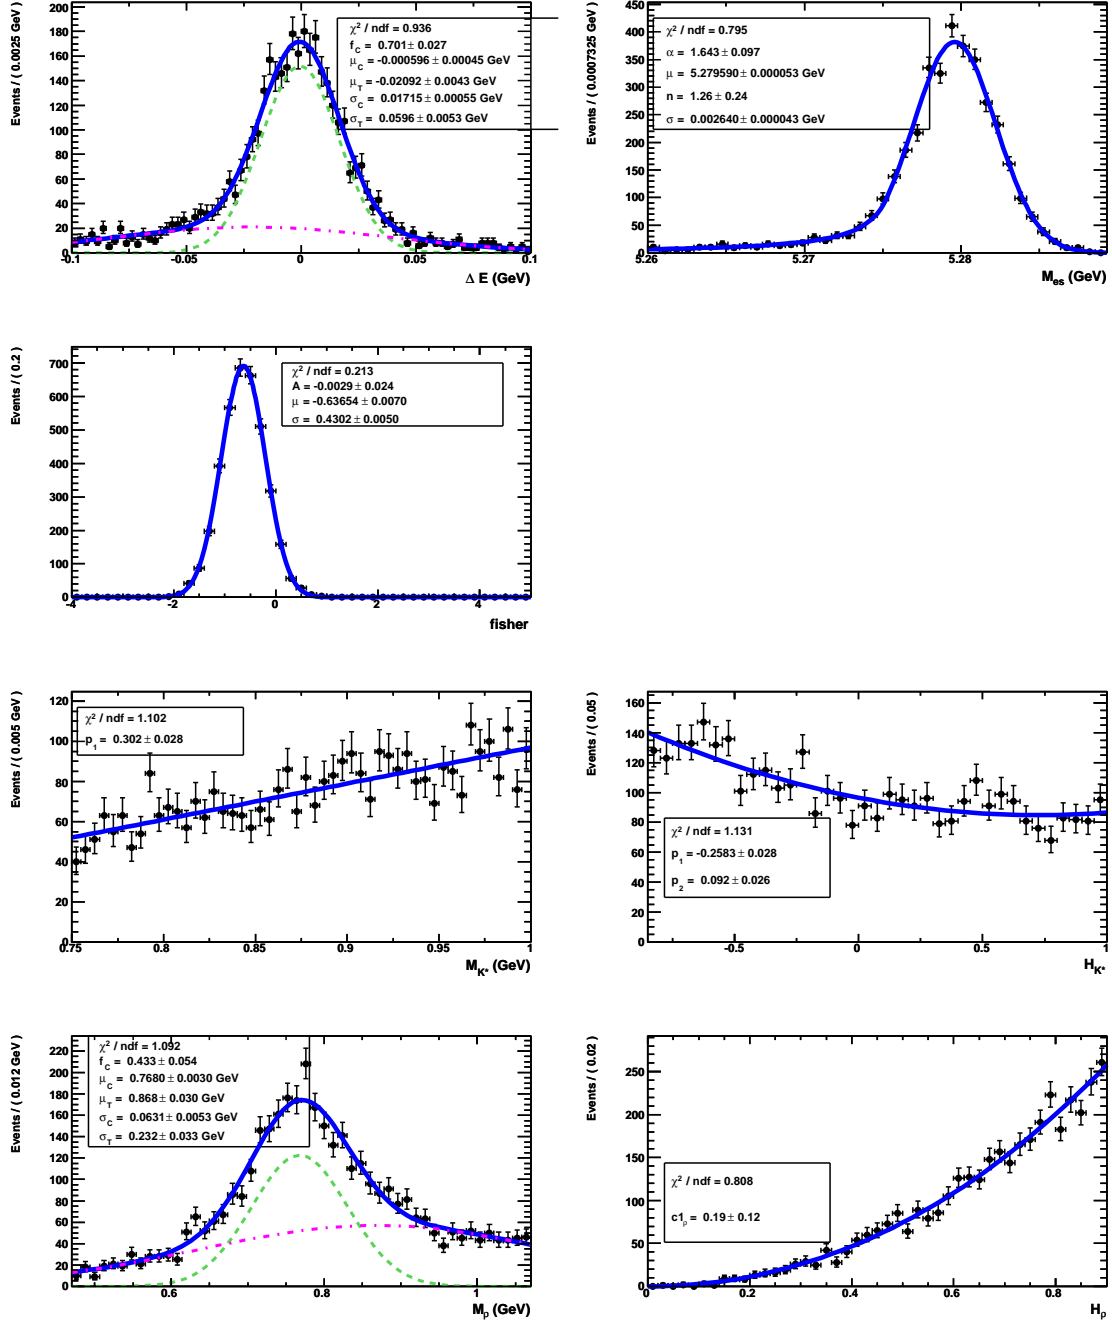 Events / ( 0.0025 GeV )
200
180
160
140
120
100
80
60
40
20
0
χ² / ndf = 0.936
f_C = 0.701 ± 0.027
μ_C = -0.000596 ± 0.00045 GeV
μ_T = -0.02092 ± 0.0043 GeV
σ_C = 0.01715 ± 0.00055 GeV
σ_T = 0.0596 ± 0.0053 GeV
-0.1 -0.05 0 0.05 0.1
Δ E (GeV)
Events / ( 0.0007325 GeV )
450
400
350
300
250
200
150
100
50
0
χ² / ndf = 0.795
α = 1.643 ± 0.097
μ = 5.279590 ± 0.000053 GeV
n = 1.26 ± 0.24
σ = 0.002640 ± 0.000043 GeV
5.26 5.27 5.28
M_es (GeV)
Events / ( 0.2 )
700
600
500
400
300
200
100
0
χ² / ndf = 0.213
A = -0.0029 ± 0.024
μ = -0.63654 ± 0.0070
σ = 0.4302 ± 0.0050
-4 -2 0 2 4
fisher
Events / ( 0.005 GeV )
120
100
80
60
40
20
0
χ² / ndf = 1.102
p_1 = 0.302 ± 0.028
0.75 0.8 0.85 0.9 0.95 1
M_K* (GeV)
Events / ( 0.05 )
160
140
120
100
80
60
40
20
0
χ² / ndf = 1.131
p_1 = -0.2583 ± 0.028
p_2 = 0.092 ± 0.026
-0.5 0 0.5 1
H_K*
Events / ( 0.012 GeV )
220
200
180
160
140
120
100
80
60
40
20
0
χ² / ndf = 1.092
f_C = 0.433 ± 0.054
μ_C = 0.7680 ± 0.0030 GeV
μ_T = 0.868 ± 0.030 GeV
σ_C = 0.0631 ± 0.0053 GeV
σ_T = 0.232 ± 0.033 GeV
0.6 0.8 1
M_ρ (GeV)
Events / ( 0.02 )
250
200
150
100
50
0
χ² / ndf = 0.808
c1_ρ = 0.19 ± 0.12
0 0.2 0.4 0.6 0.8
H_ρ